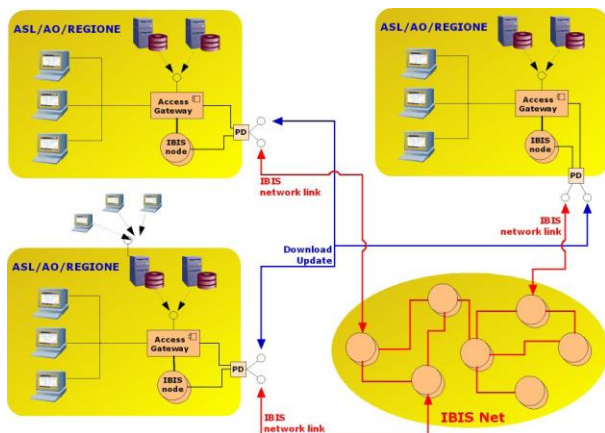 ASL/AO/REGIONE
Access
Gateway
IBIS
node
PD
IBIS
network link
ASL/AO/REGIONE
Access
Gateway
IBIS
node
PD
IBIS
network link
Download
Update
ASL/AO/REGIONE
Access
Gateway
IBIS
node
PD
IBIS
network link
IBIS Net